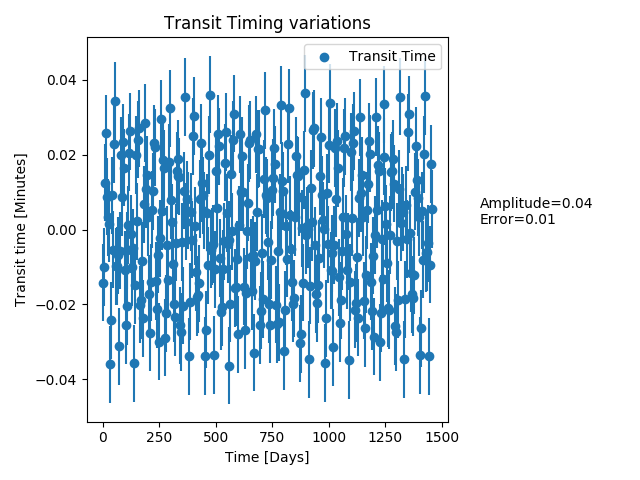 Transit Timing variations
Transit Time
Transit time [Minutes]
0.04
0.02
0.00
−0.02
−0.04
Amplitude=0.04
Error=0.01
0 250 500 750 1000 1250 1500
Time [Days]